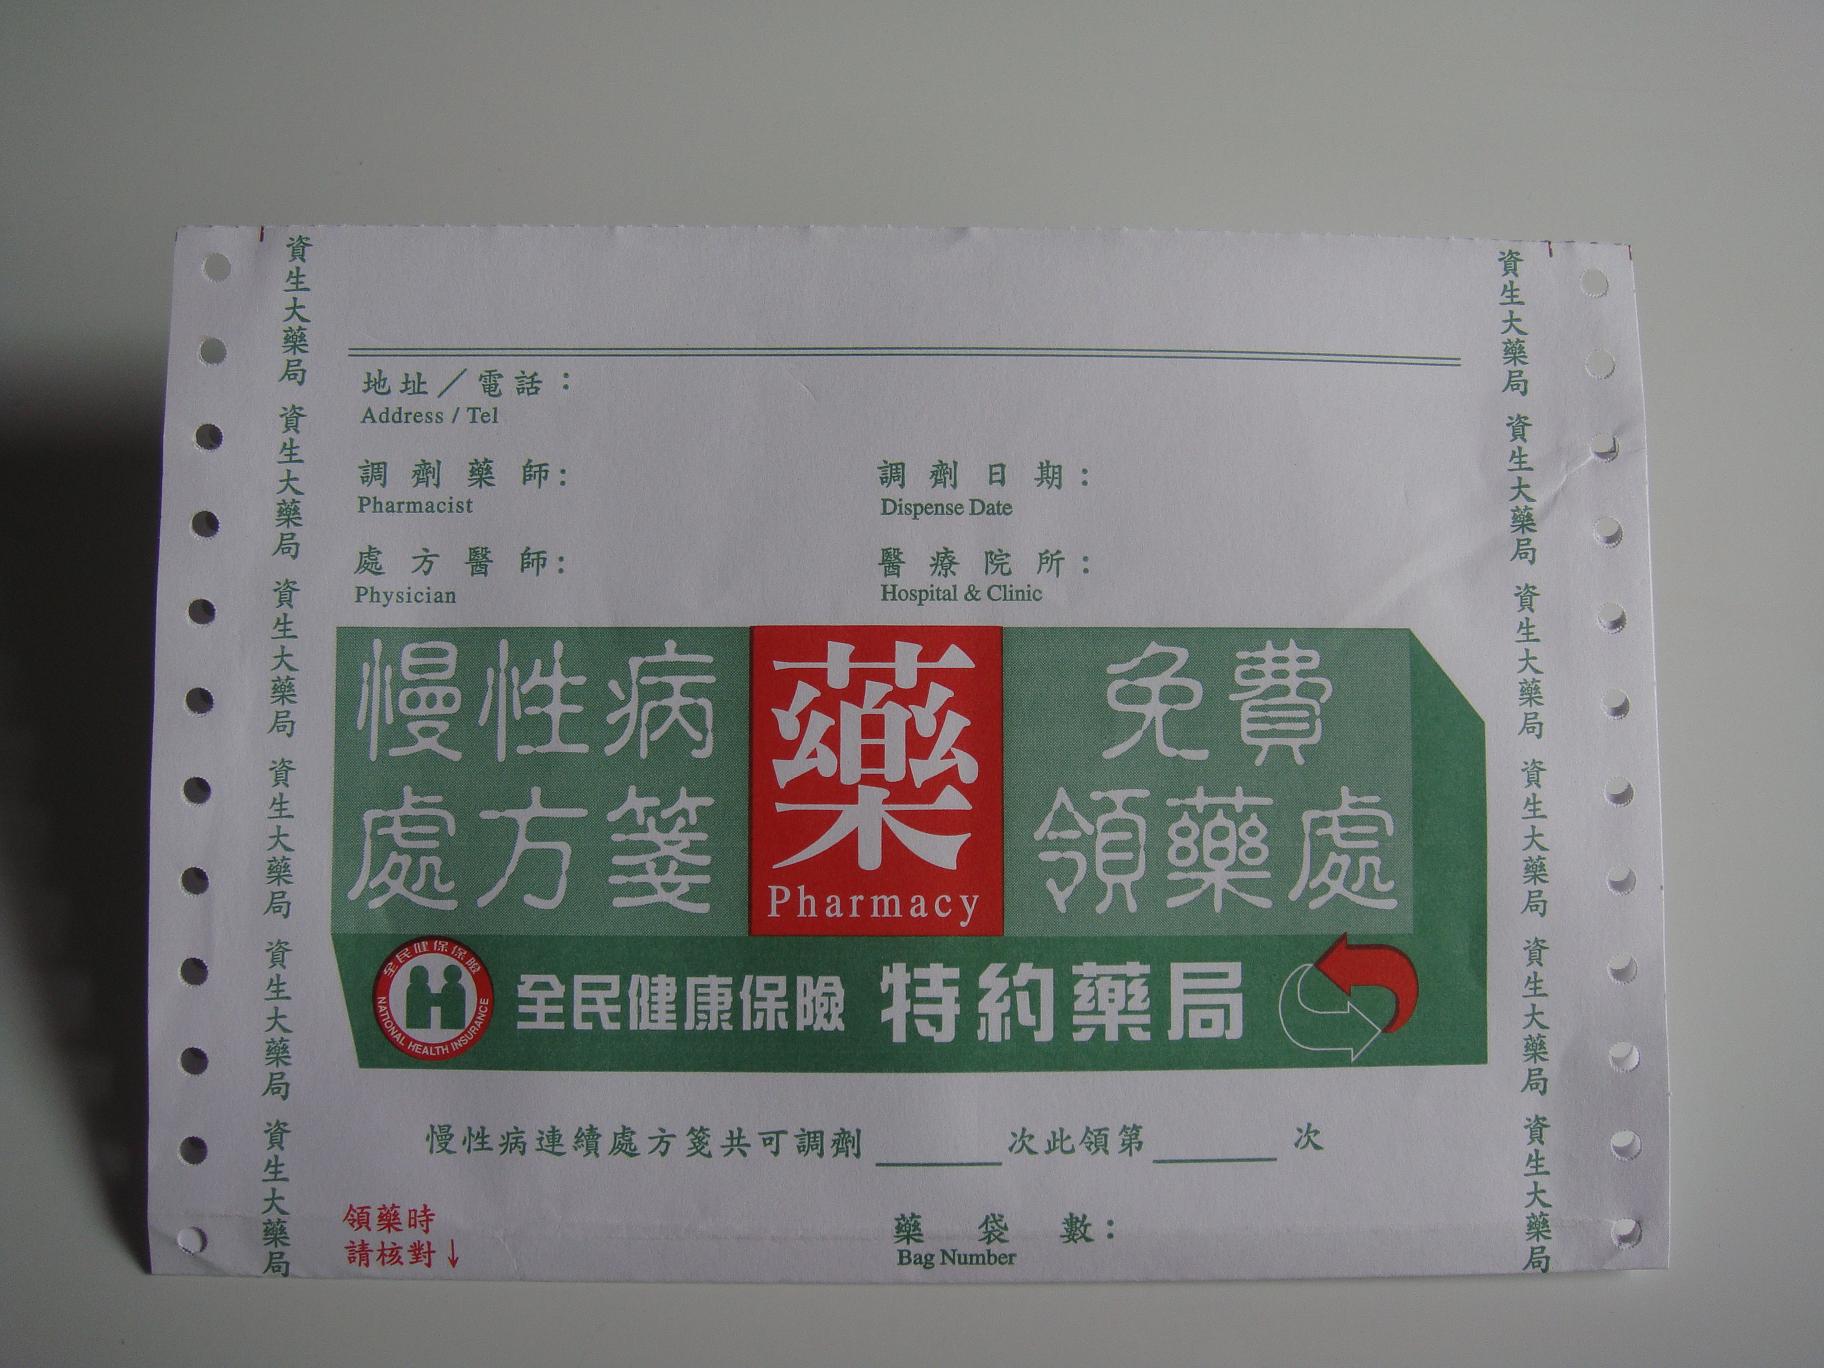 資生大藥局 資生大藥局 資生大藥局 資生大藥局 資生大藥局 資生大藥局
地址／電話：
Address / Tel
調劑藥師：
Pharmacist
調劑日期：
Dispense Date
處方醫師：
Physician
醫療院所：
Hospital & Clinic
慢性病
處方箋
藥
Pharmacy
免費
領藥處
全民健康保險
NATIONAL HEALTH INSURANCE
全民健康保險 特約藥局
慢性病連續處方箋共可調劑＿＿＿次此領第＿＿＿次
領藥時
請核對↓
藥袋數：
Bag Number
資生大藥局 資生大藥局 資生大藥局 資生大藥局 資生大藥局 資生大藥局